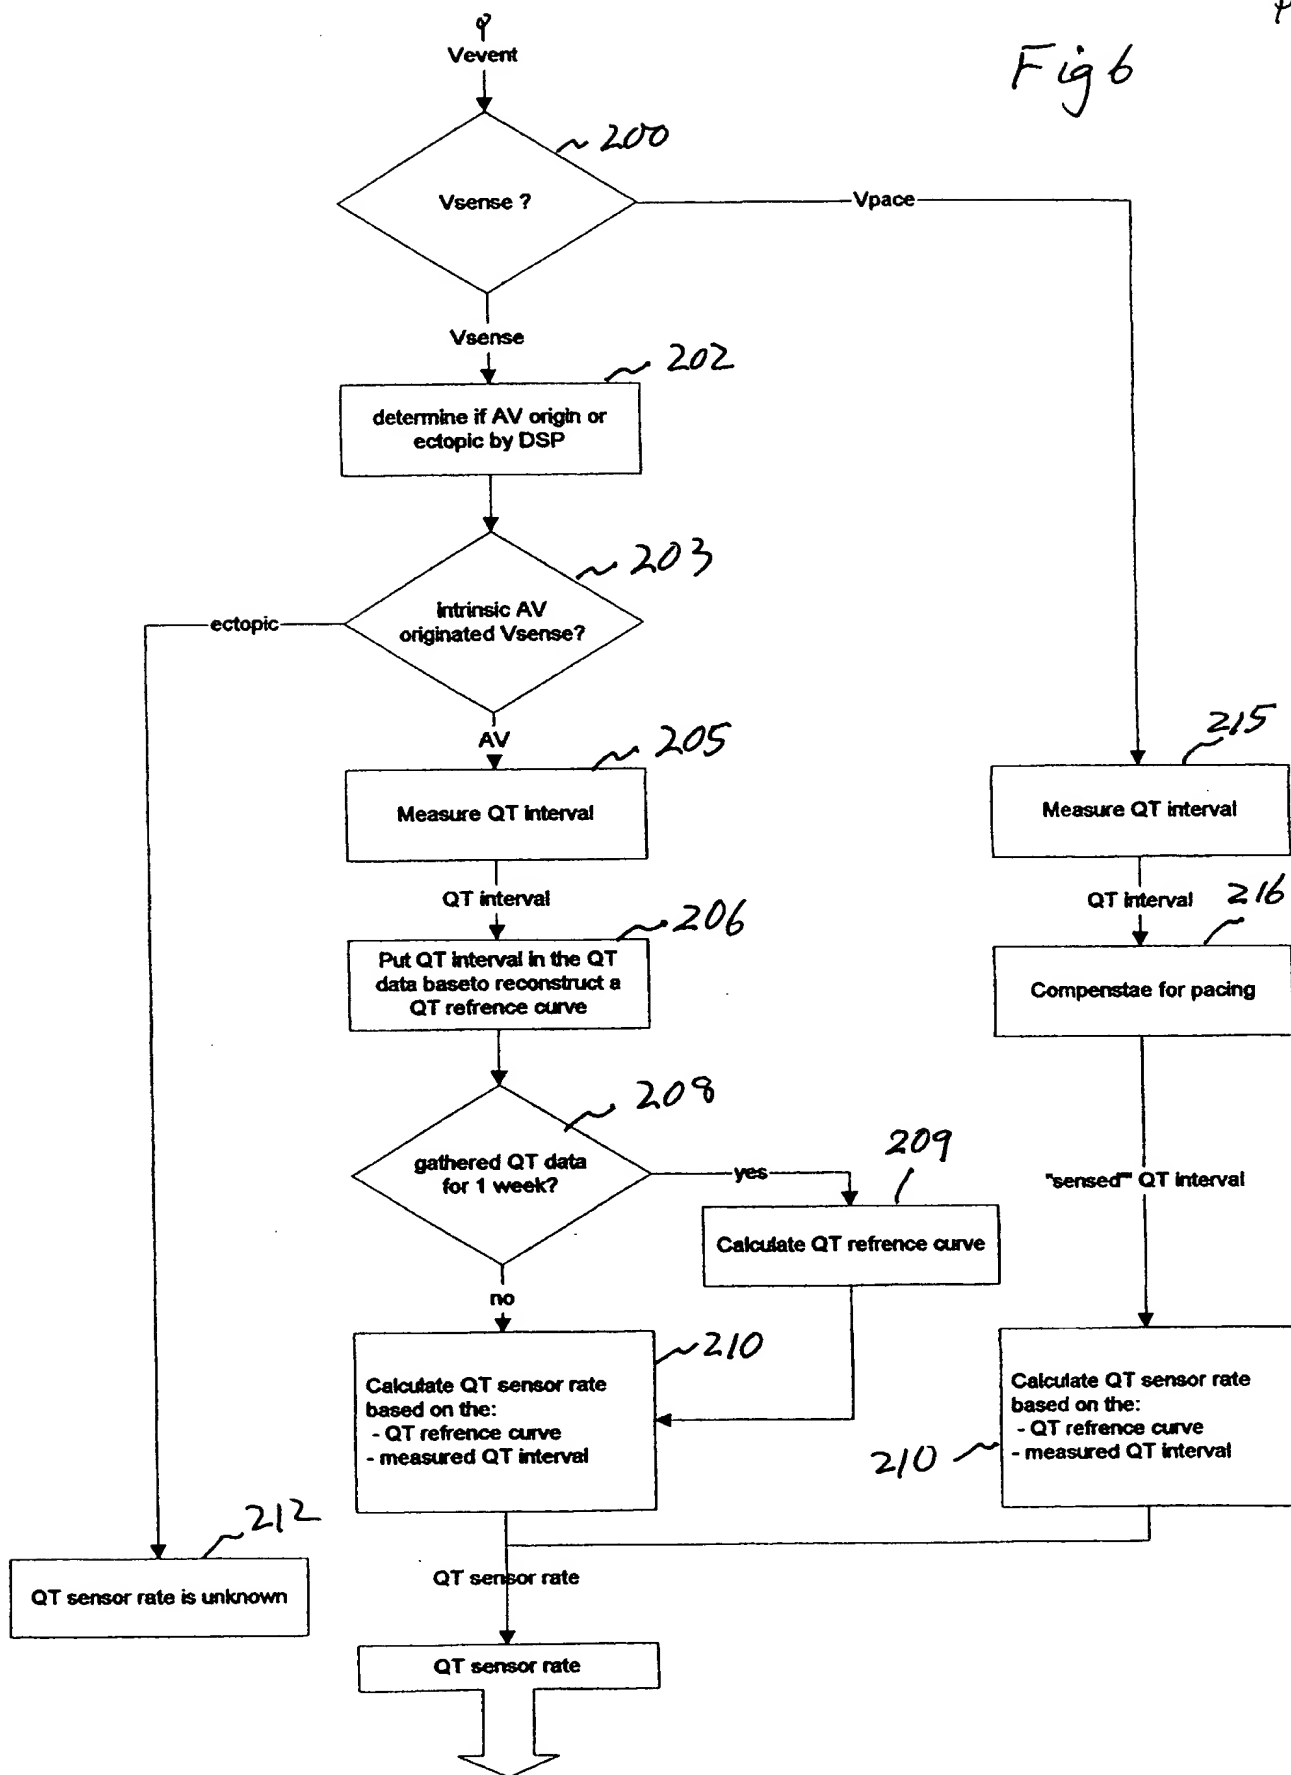 Fig 6
Vevent
200
Vsense ?
Vpace
Vsense
202
determine if AV origin or
ectopic by DSP
203
intrinsic AV
originated Vsense?
ectopic
AV
205
Measure QT interval
215
Measure QT interval
QT interval
QT interval
206
216
Put QT interval in the QT
data baseto reconstruct a
QT refrence curve
Compenstae for pacing
208
gathered QT data
for 1 week?
yes
209
Calculate QT refrence curve
"sensed'" QT interval
no
210
Calculate QT sensor rate
based on the:
- QT refrence curve
- measured QT interval
Calculate QT sensor rate
based on the:
- QT refrence curve
- measured QT interval
210
212
QT sensor rate is unknown
QT sensor rate
QT sensor rate